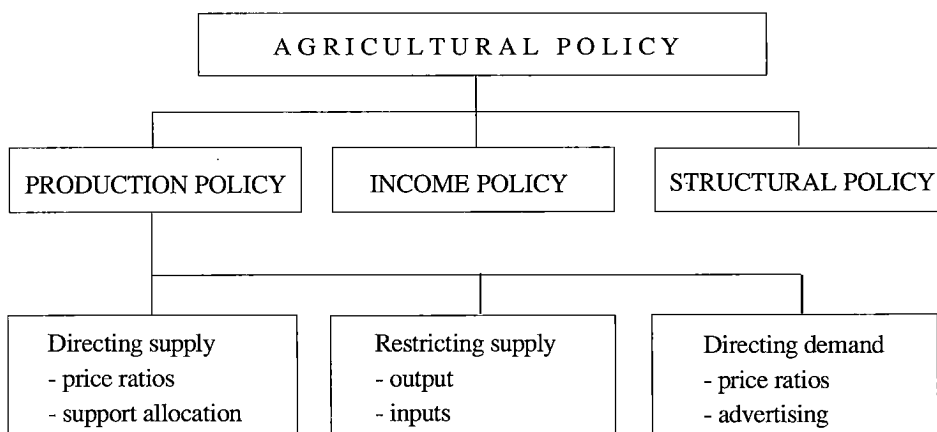 AGRICULTURAL POLICY
PRODUCTION POLICY
INCOME POLICY
STRUCTURAL POLICY
Directing supply
- price ratios
- support allocation
Restricting supply
- output
- inputs
Directing demand
- price ratios
- advertising